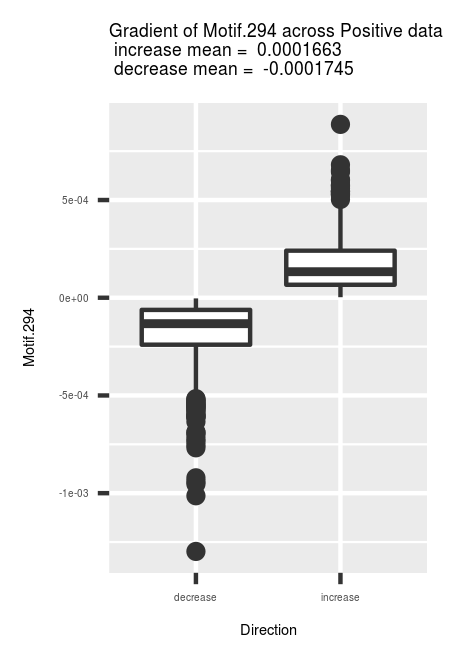 Gradient of Motif.294 across Positive data
increase mean =  0.0001663
decrease mean =  -0.0001745
5e-04
0e+00
-5e-04
-1e-03
Motif.294
decrease increase
Direction